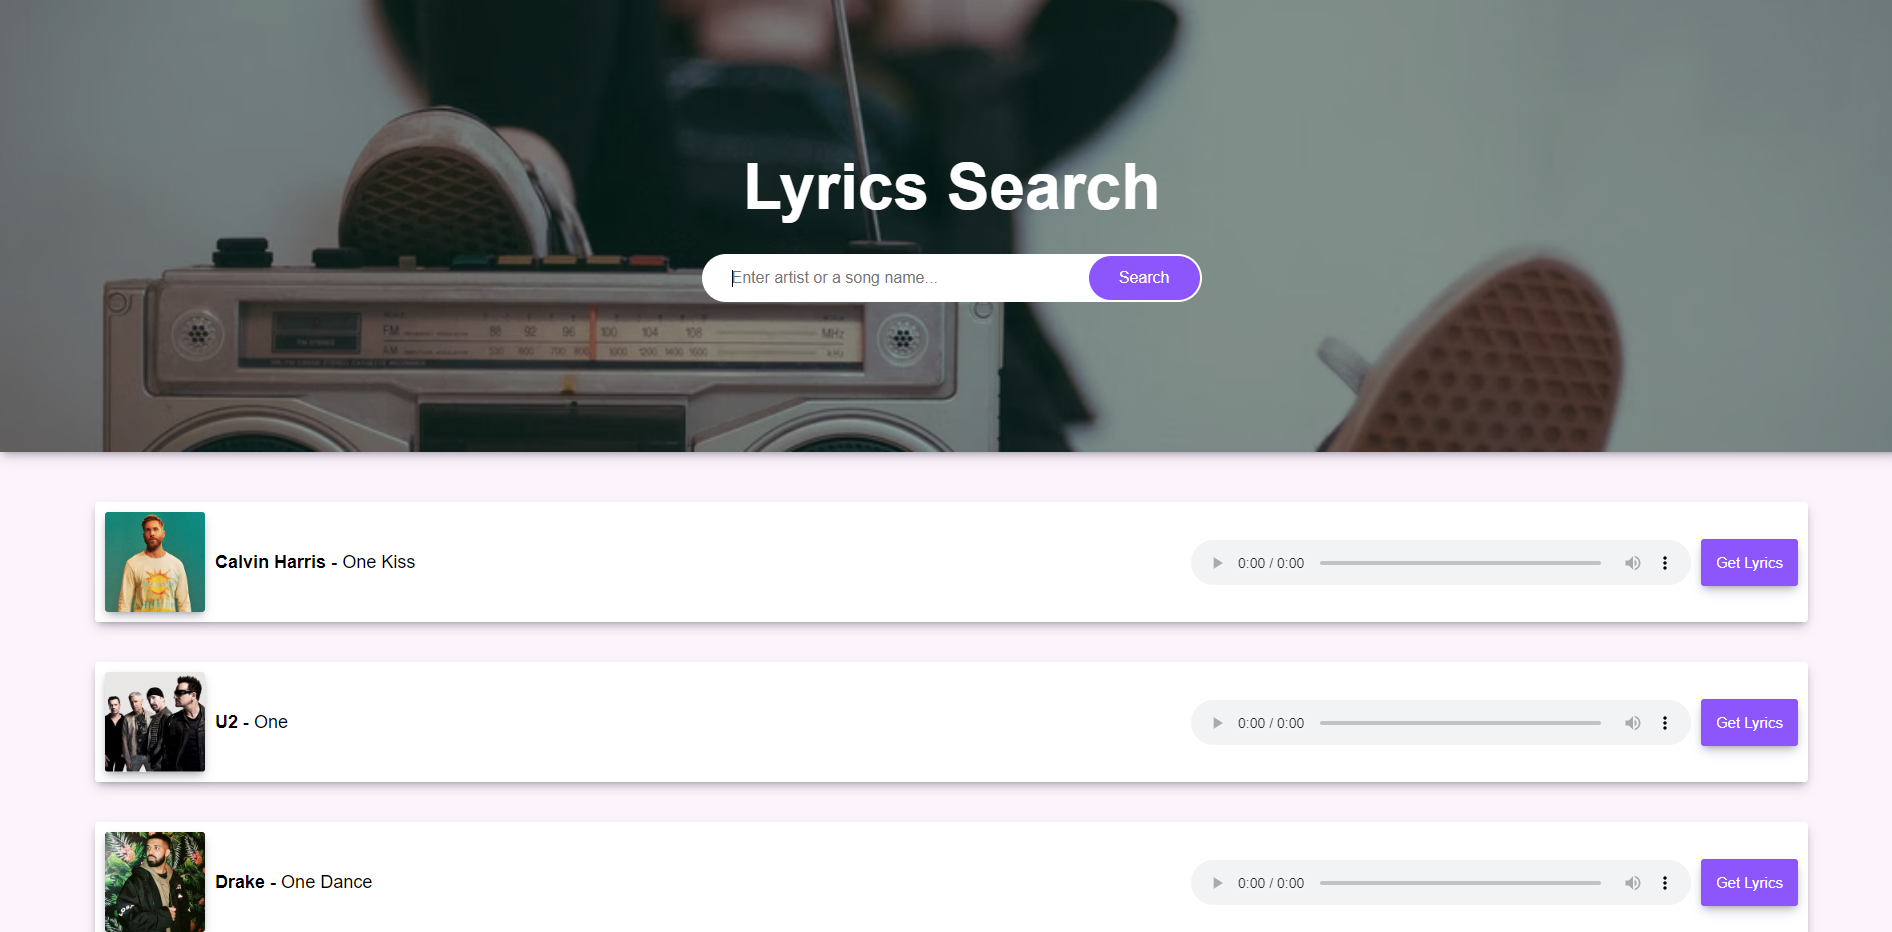 Lyrics Search
Enter artist or a song name...
Search
FM 88 92 96 100 104 108 MHz
AM 530 600 700 800 1000 1200 1400 1600 kHz
Calvin Harris - One Kiss
0:00 / 0:00
Get Lyrics
U2 - One
0:00 / 0:00
Get Lyrics
Drake - One Dance
0:00 / 0:00
Get Lyrics